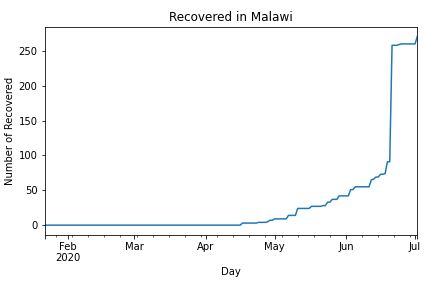 Recovered in Malawi
Number of Recovered
250
200
150
100
50
0
Feb
2020
Mar
Apr
May
Jun
Jul
Day